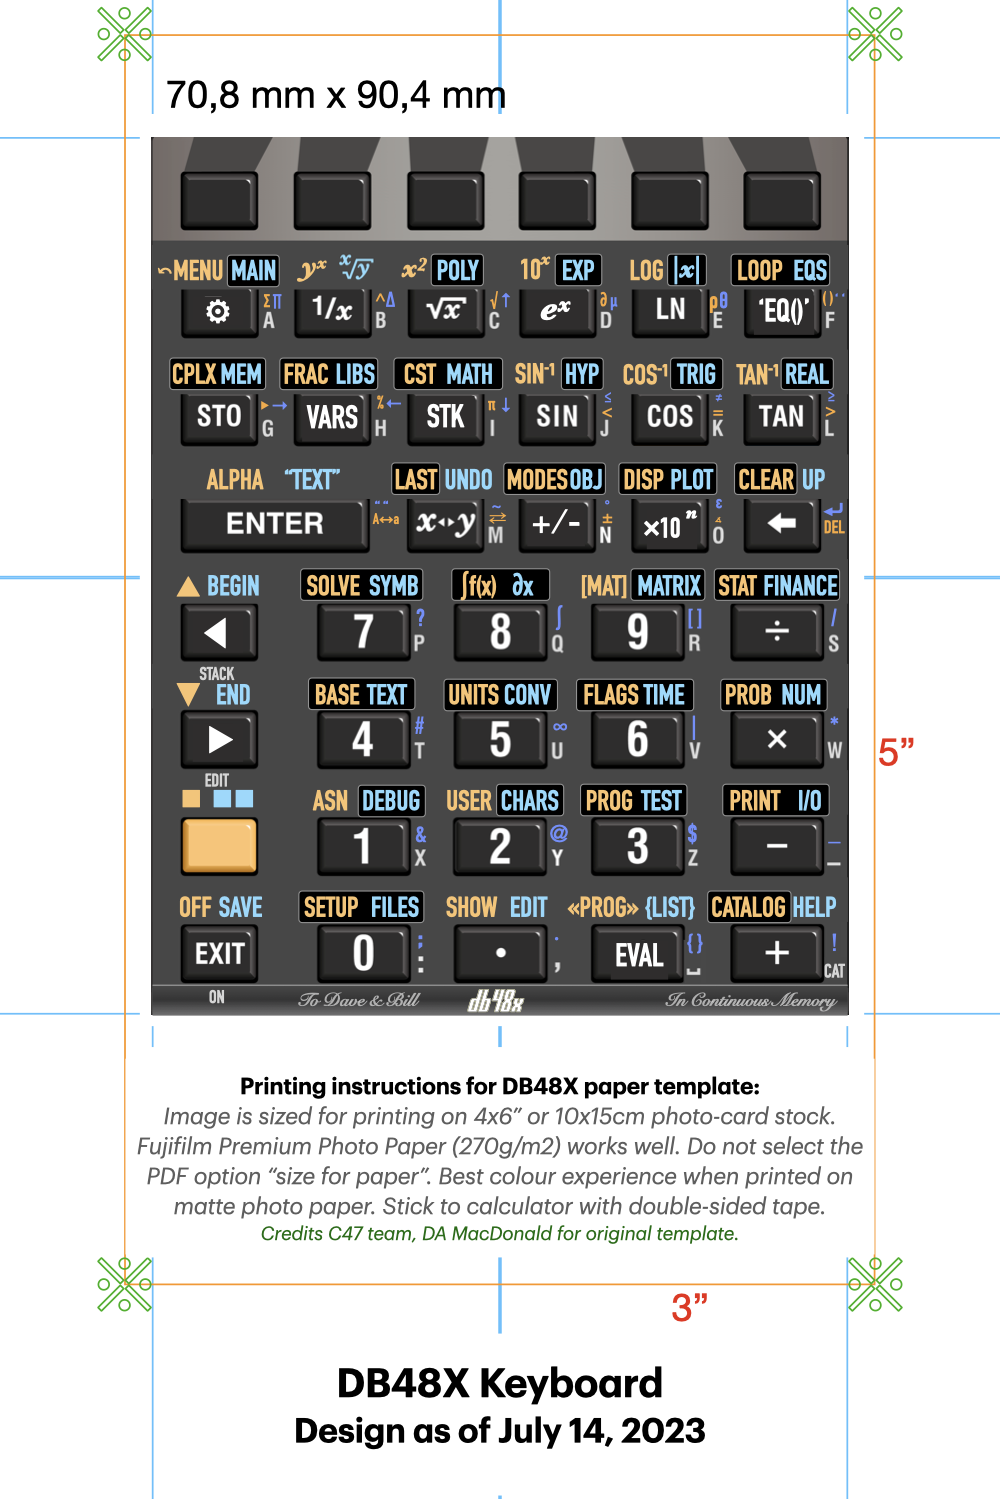 70,8 mm x 90,4 mm
MENU MAIN yˣ ˣ√y x² POLY 10ˣ EXP LOG |x| LOOP EQS
⚙ Σ∏ A 1/x ^Δ B √x √↑ C eˣ ∂μ D LN ρθ E 'EQ()' () F
CPLX MEM FRAC LIBS CST MATH SIN⁻¹ HYP COS⁻¹ TRIG TAN⁻¹ REAL
STO ▸→ G VARS %← H STK π↓ I SIN ≤ < J COS ≠ = K TAN ≥ > L
ALPHA “TEXT” LAST UNDO MODES OBJ DISP PLOT CLEAR UP
ENTER A↔a x↔y ~ ⇄ M +/- ° ± N ×10ⁿ ε ∡ O ← ↵ DEL
▲ BEGIN SOLVE SYMB ∫f(x) ∂x [MAT] MATRIX STAT FINANCE
◀ 7 ? P 8 ∫ Q 9 [ ] R ÷ / S
STACK
▼ END BASE TEXT UNITS CONV FLAGS TIME PROB NUM
▶ 4 # T 5 ∞ U 6 | V × * W
EDIT
ASN DEBUG USER CHARS PROG TEST PRINT I/O
1 & X 2 @ Y 3 $ Z − _ –
OFF SAVE SETUP FILES SHOW EDIT «PROG» {LIST} CATALOG HELP
EXIT 0 ; : . , EVAL {} ␣ + ! CAT
ON To Dave & Bill db48x In Continuous Memory
5”
Printing instructions for DB48X paper template:
Image is sized for printing on 4x6” or 10x15cm photo-card stock.
Fujifilm Premium Photo Paper (270g/m2) works well. Do not select the
PDF option “size for paper”. Best colour experience when printed on
matte photo paper. Stick to calculator with double-sided tape.
Credits C47 team, DA MacDonald for original template.
3”
DB48X Keyboard
Design as of July 14, 2023